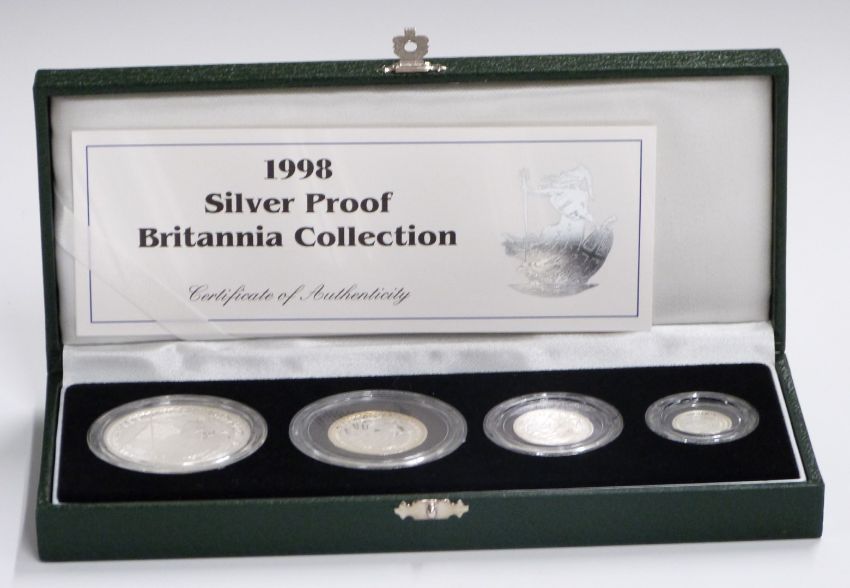 1998
Silver Proof
Britannia Collection
Certificate of Authenticity